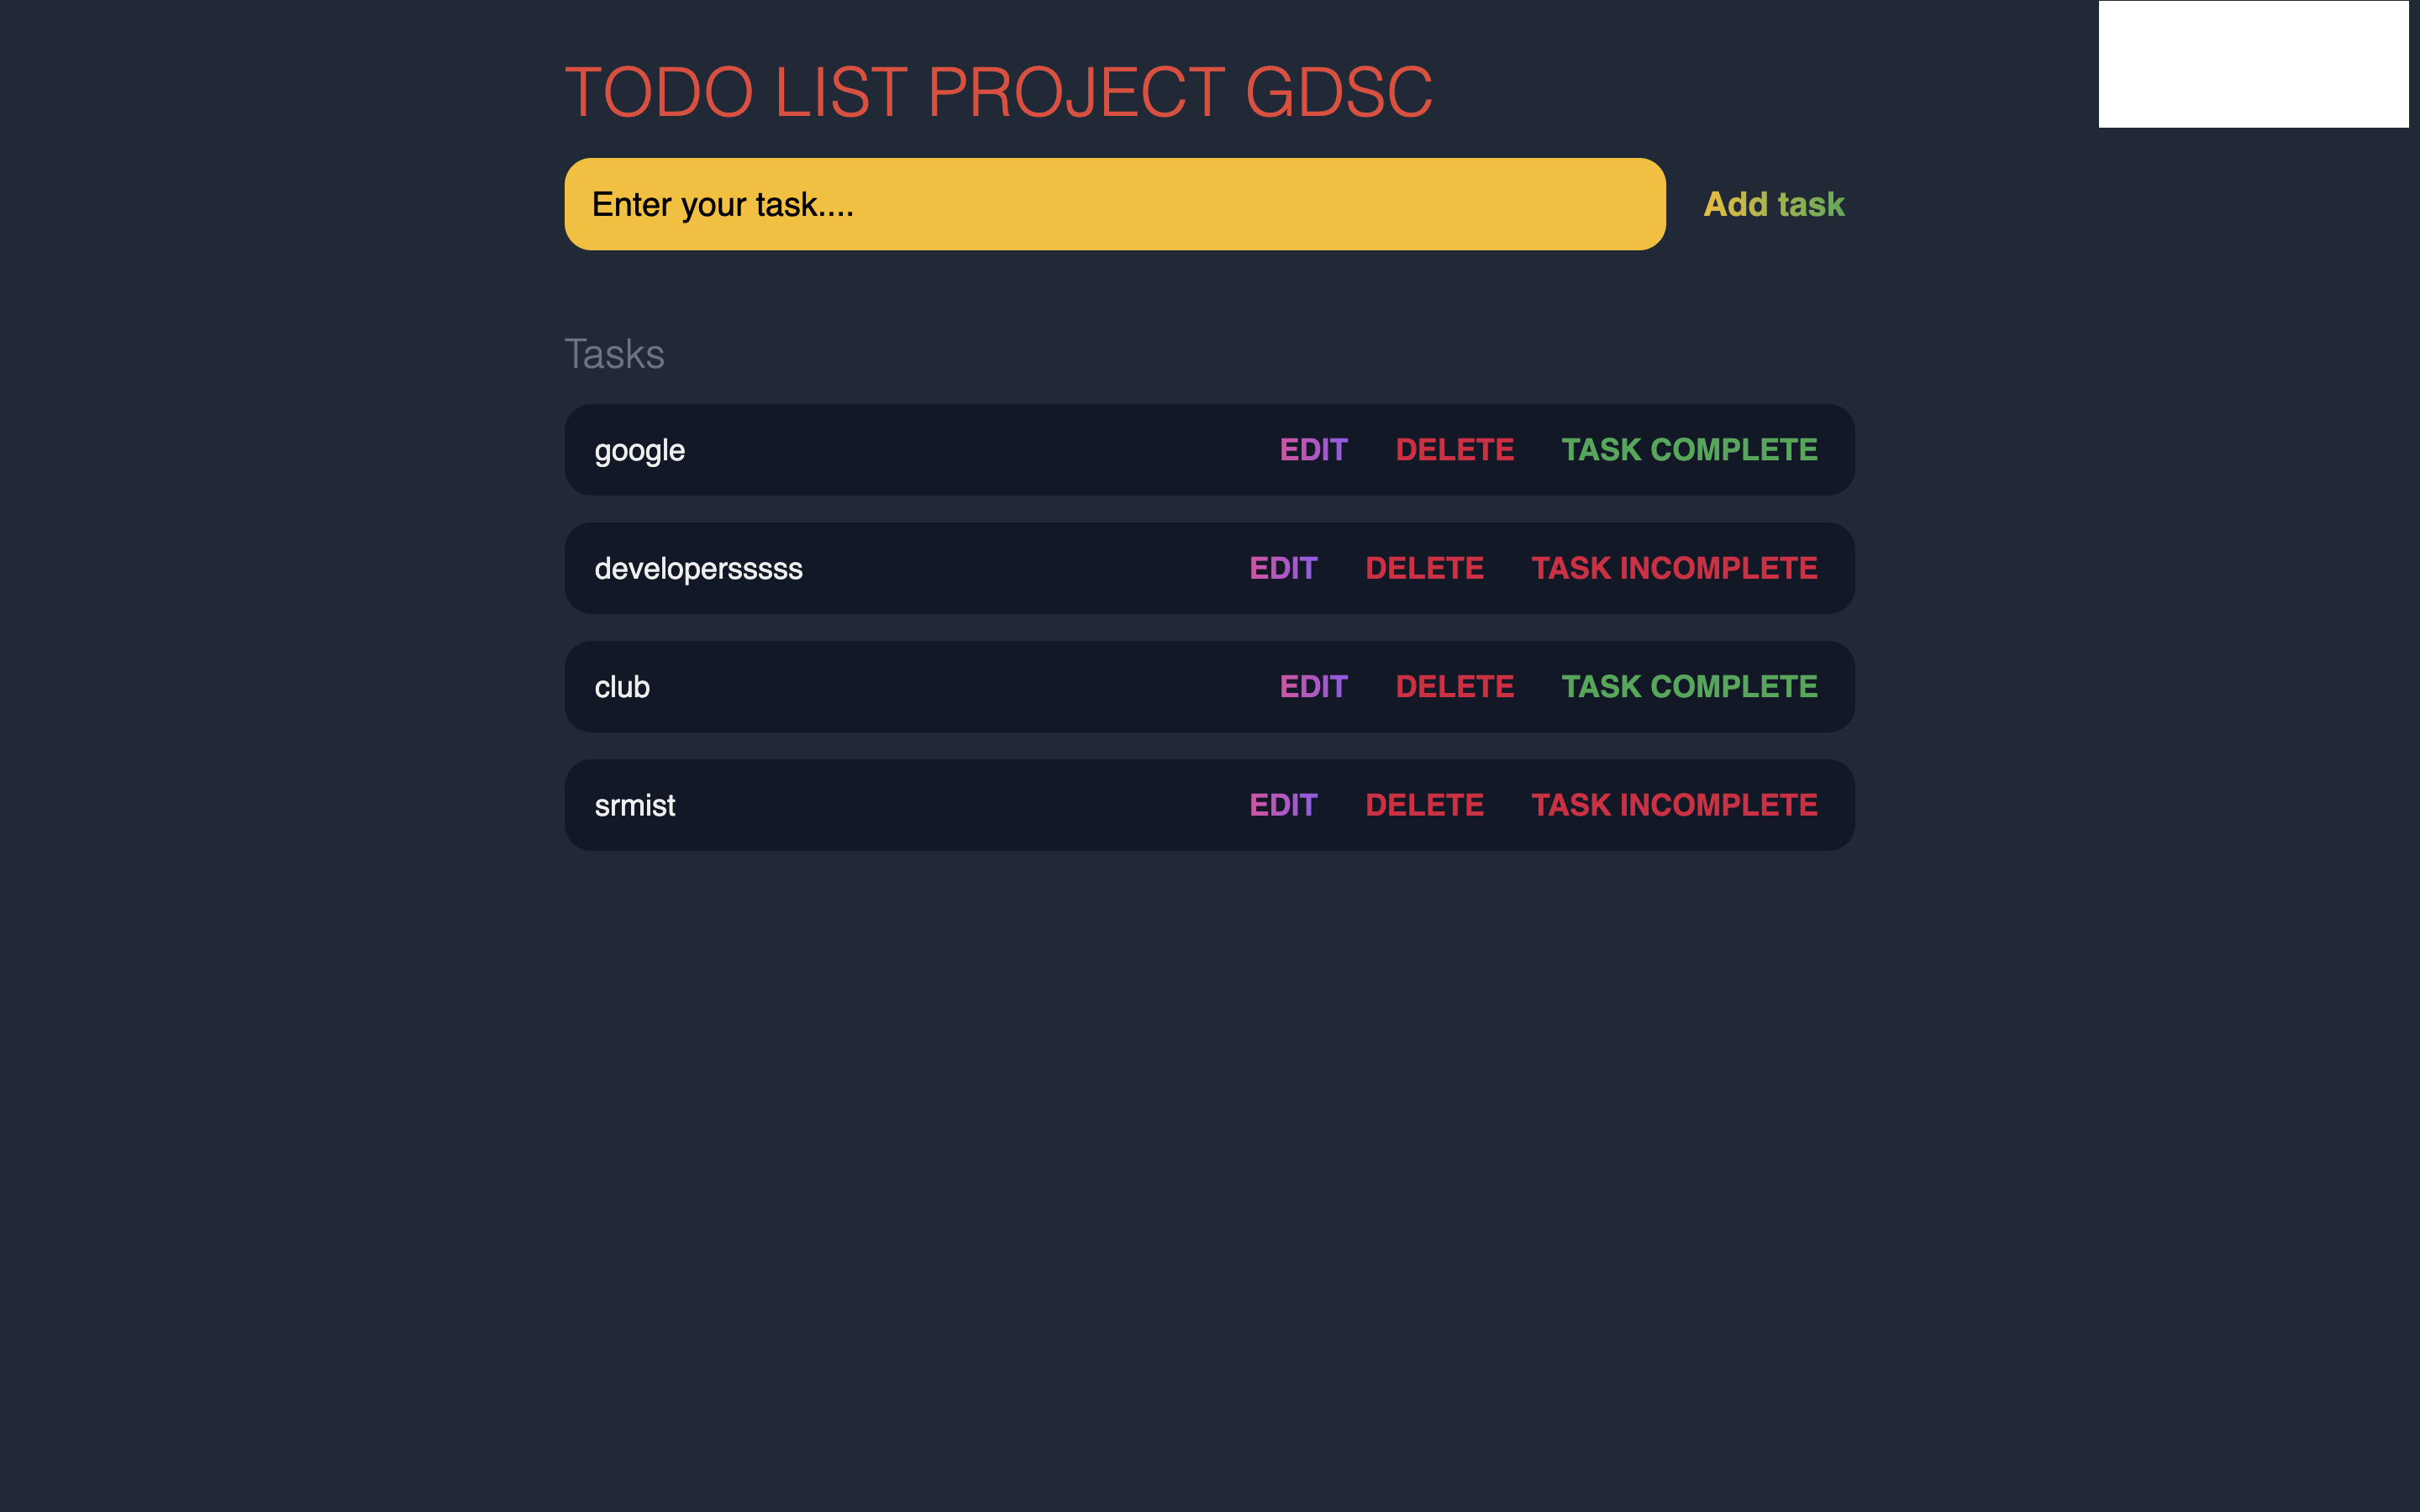 TODO LIST PROJECT GDSC
Enter your task.... Add task
Tasks
google EDIT DELETE TASK COMPLETE
developersssss EDIT DELETE TASK INCOMPLETE
club EDIT DELETE TASK COMPLETE
srmist EDIT DELETE TASK INCOMPLETE